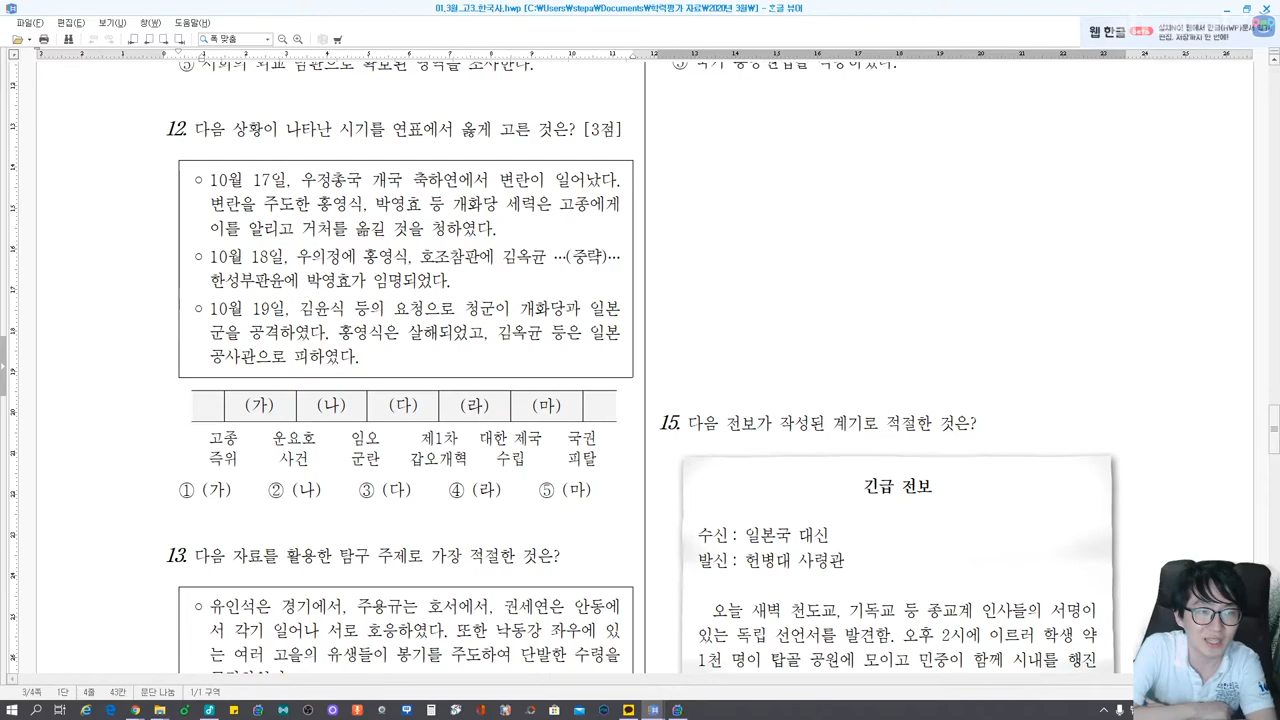 01.3월_고3_한국사.hwp [C:\Users\stepa\Documents\학력평가 자료\2020년 3월\] - 흔글 뷰어
파일(F) 편집(E) 보기(U) 창(W) 도움말(H)
폭 맞춤
웹 한글 Beta
12. 다음 상황이 나타난 시기를 연표에서 옳게 고른 것은? [3점]
○ 10월 17일, 우정총국 개국 축하연에서 변란이 일어났다.
변란을 주도한 홍영식, 박영효 등 개화당 세력은 고종에게
이를 알리고 거처를 옮길 것을 청하였다.
○ 10월 18일, 우의정에 홍영식, 호조참판에 김옥균 …(중략)…
한성부판윤에 박영효가 임명되었다.
○ 10월 19일, 김윤식 등의 요청으로 청군이 개화당과 일본
군을 공격하였다. 홍영식은 살해되었고, 김옥균 등은 일본
공사관으로 피하였다.
(가) (나) (다) (라) (마)
고종 운요호 임오 제1차 대한 제국 국권
즉위 사건 군란 갑오개혁 수립 피탈
① (가) ② (나) ③ (다) ④ (라) ⑤ (마)
13. 다음 자료를 활용한 탐구 주제로 가장 적절한 것은?
○ 유인석은 경기에서, 주용규는 호서에서, 권세연은 안동에
서 각기 일어나 서로 호응하였다. 또한 낙동강 좌우에 있
는 여러 고을의 유생들이 봉기를 주도하여 단발한 수령을
15. 다음 전보가 작성된 계기로 적절한 것은?
긴급 전보
수신 : 일본국 대신
발신 : 헌병대 사령관
오늘 새벽 천도교, 기독교 등 종교계 인사들의 서명이
있는 독립 선언서를 발견함. 오후 2시에 이르러 학생 약
1천 명이 탑골 공원에 모이고 민중이 함께 시내를 행진
3/4쪽 1단 4줄 43칸 문단 나눔 1/1 구역